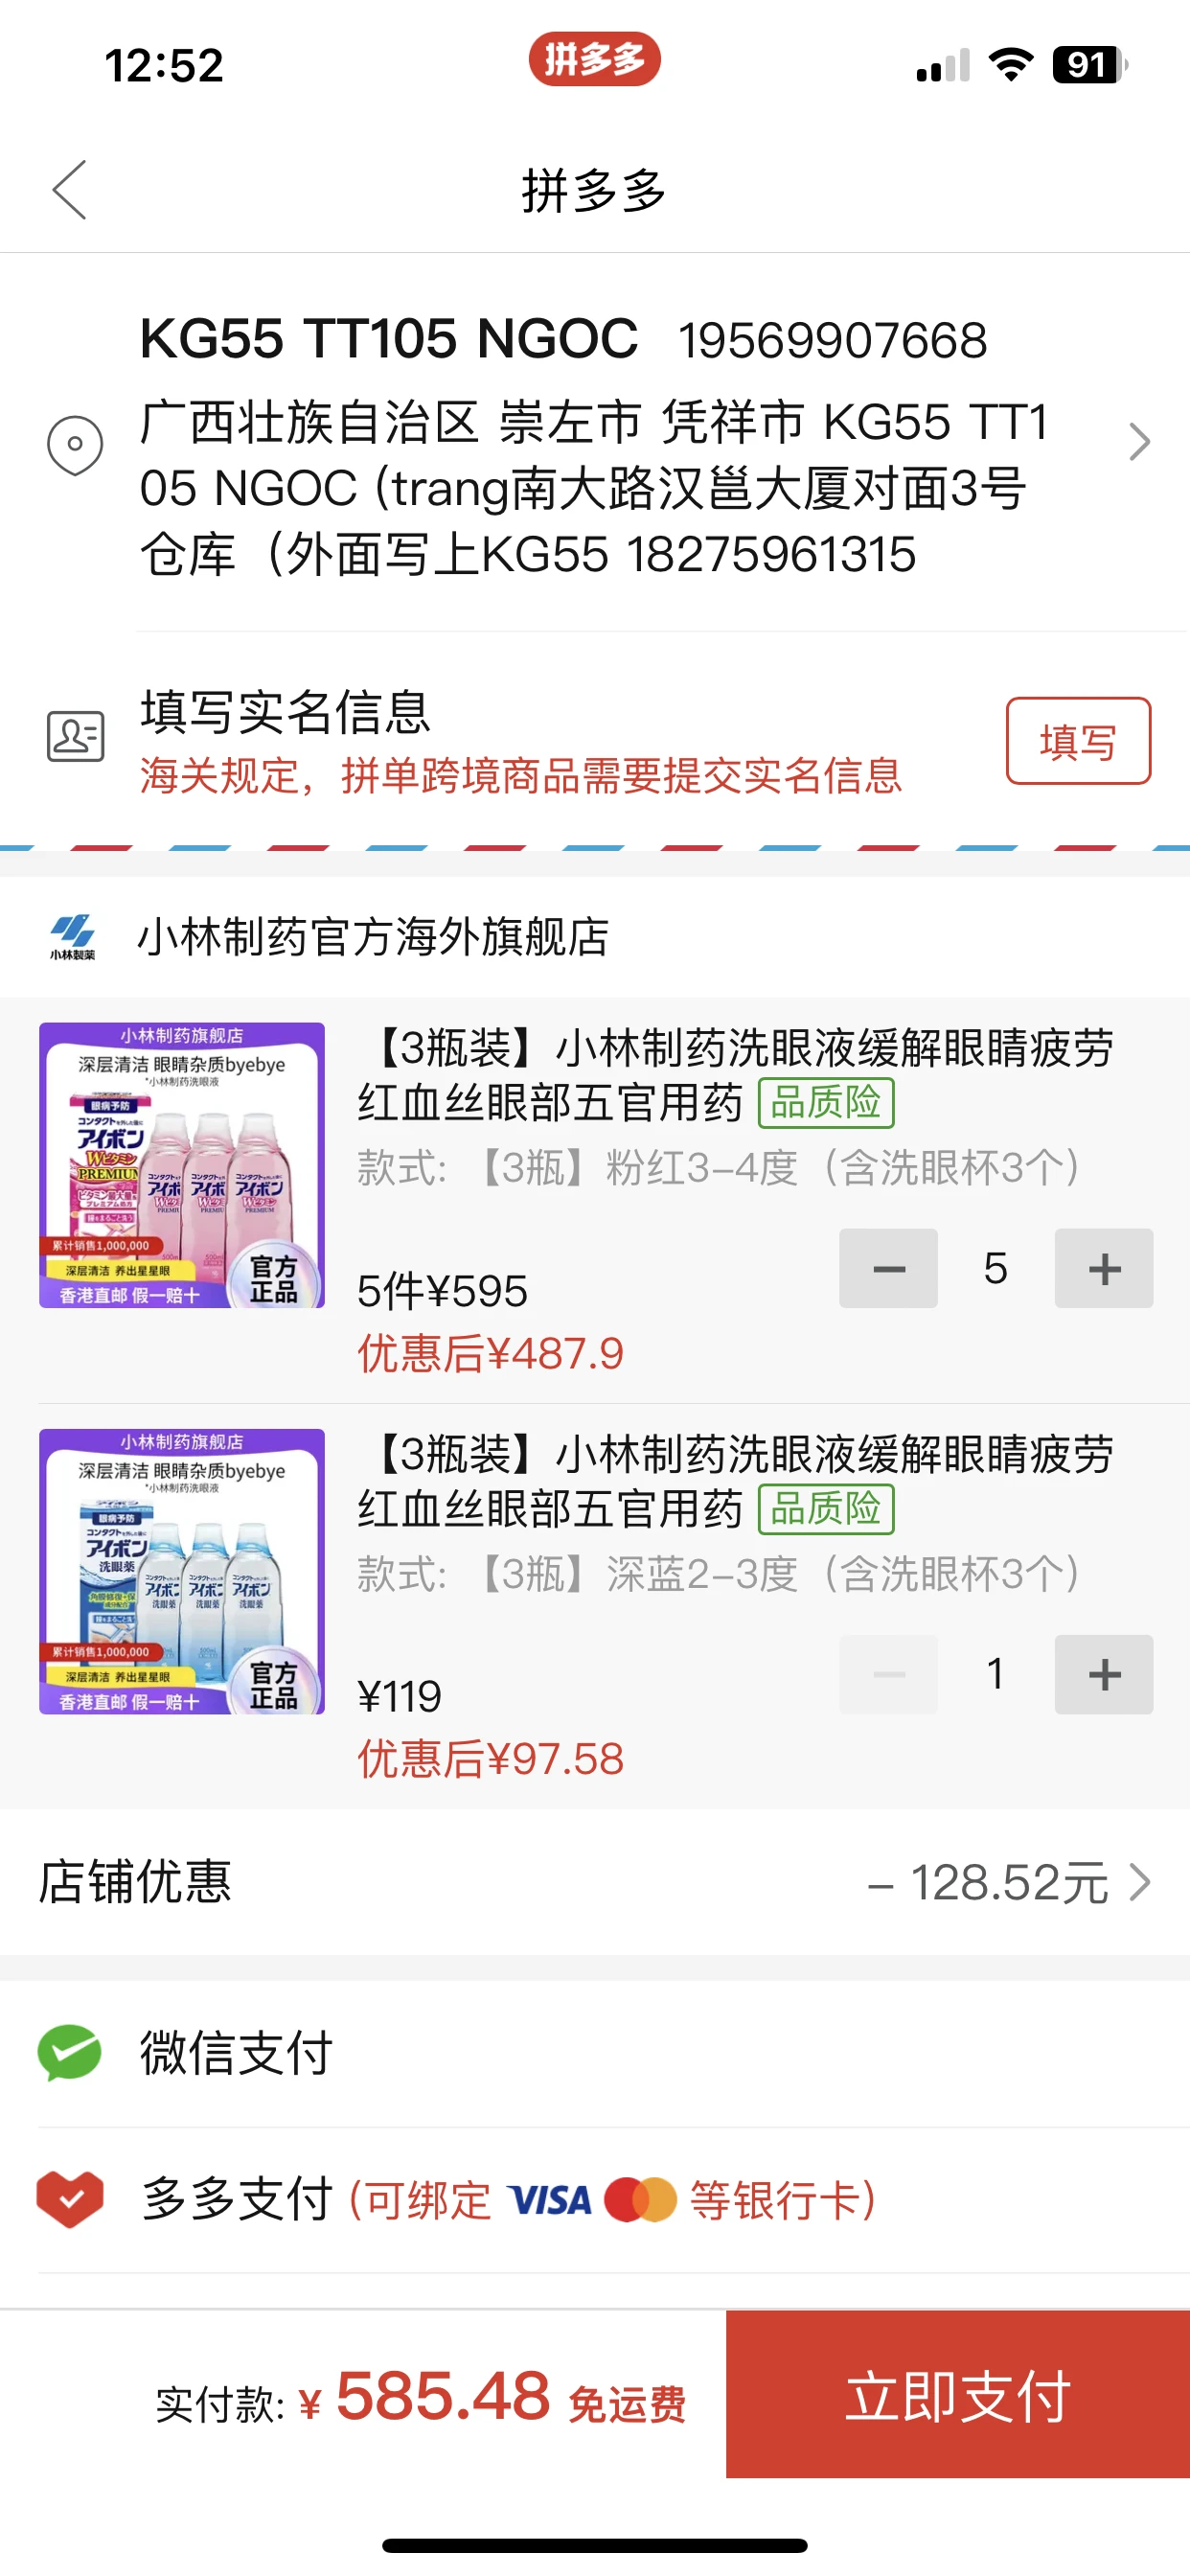 12:52
拼多多
91
拼多多
KG55 TT105 NGOC 19569907668
广西壮族自治区 崇左市 凭祥市 KG55 TT1
05 NGOC (trang南大路汉邕大厦对面3号
仓库（外面写上KG55 18275961315
填写实名信息
海关规定，拼单跨境商品需要提交实名信息
填写
小林製薬
小林制药官方海外旗舰店
小林制药旗舰店
深层清洁 眼睛杂质byebye
*小林制药洗眼液
眼病予防
アイボン
Wビタミン
PREMIUM
累计销售1,000,000
深层清洁 养出星星眼
香港直邮 假一赔十
官方
正品
【3瓶装】小林制药洗眼液缓解眼睛疲劳
红血丝眼部五官用药 品质险
款式: 【3瓶】粉红3-4度（含洗眼杯3个）
5件¥595
优惠后¥487.9
5
小林制药旗舰店
深层清洁 眼睛杂质byebye
*小林制药洗眼液
眼病予防
アイボン
洗眼薬
累计销售1,000,000
深层清洁 养出星星眼
香港直邮 假一赔十
官方
正品
【3瓶装】小林制药洗眼液缓解眼睛疲劳
红血丝眼部五官用药 品质险
款式: 【3瓶】深蓝2-3度（含洗眼杯3个）
¥119
优惠后¥97.58
1
店铺优惠
– 128.52元
微信支付
多多支付 (可绑定 VISA 等银行卡)
实付款: ¥ 585.48 免运费
立即支付